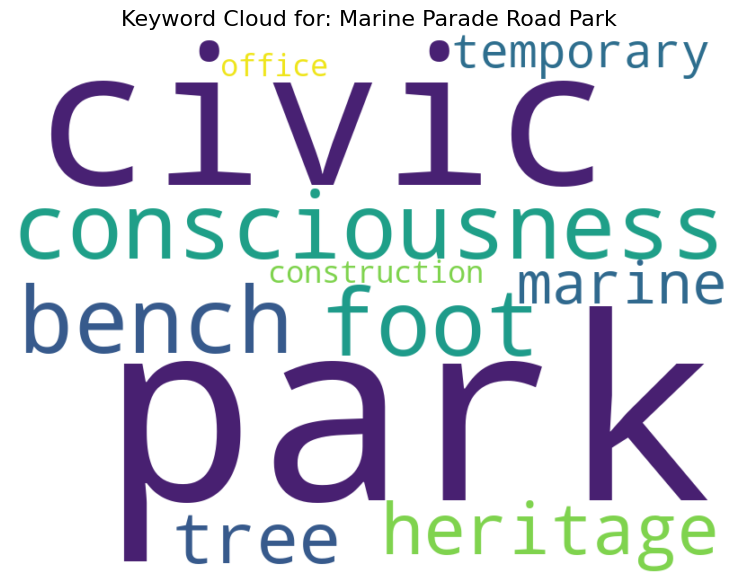 Keyword Cloud for: Marine Parade Road Park
office
temporary
civic
consciousness
construction
marine
bench
foot
park
tree
heritage